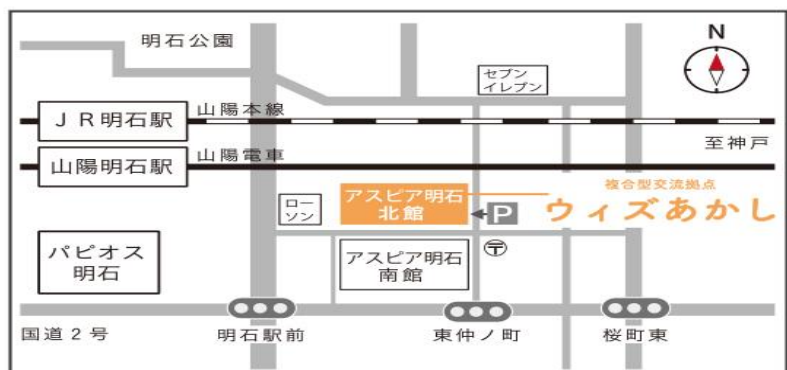 N
明石公園
セブン
イレブン
山陽本線
JR明石駅
至神戸
山陽電車
山陽明石駅
複合型交流拠点
ウィズあかし
アスピア明石
北館
P
ロー
ソン
〒
パピオス
明石
アスピア明石
南館
国道2号
明石駅前
東仲ノ町
桜町東